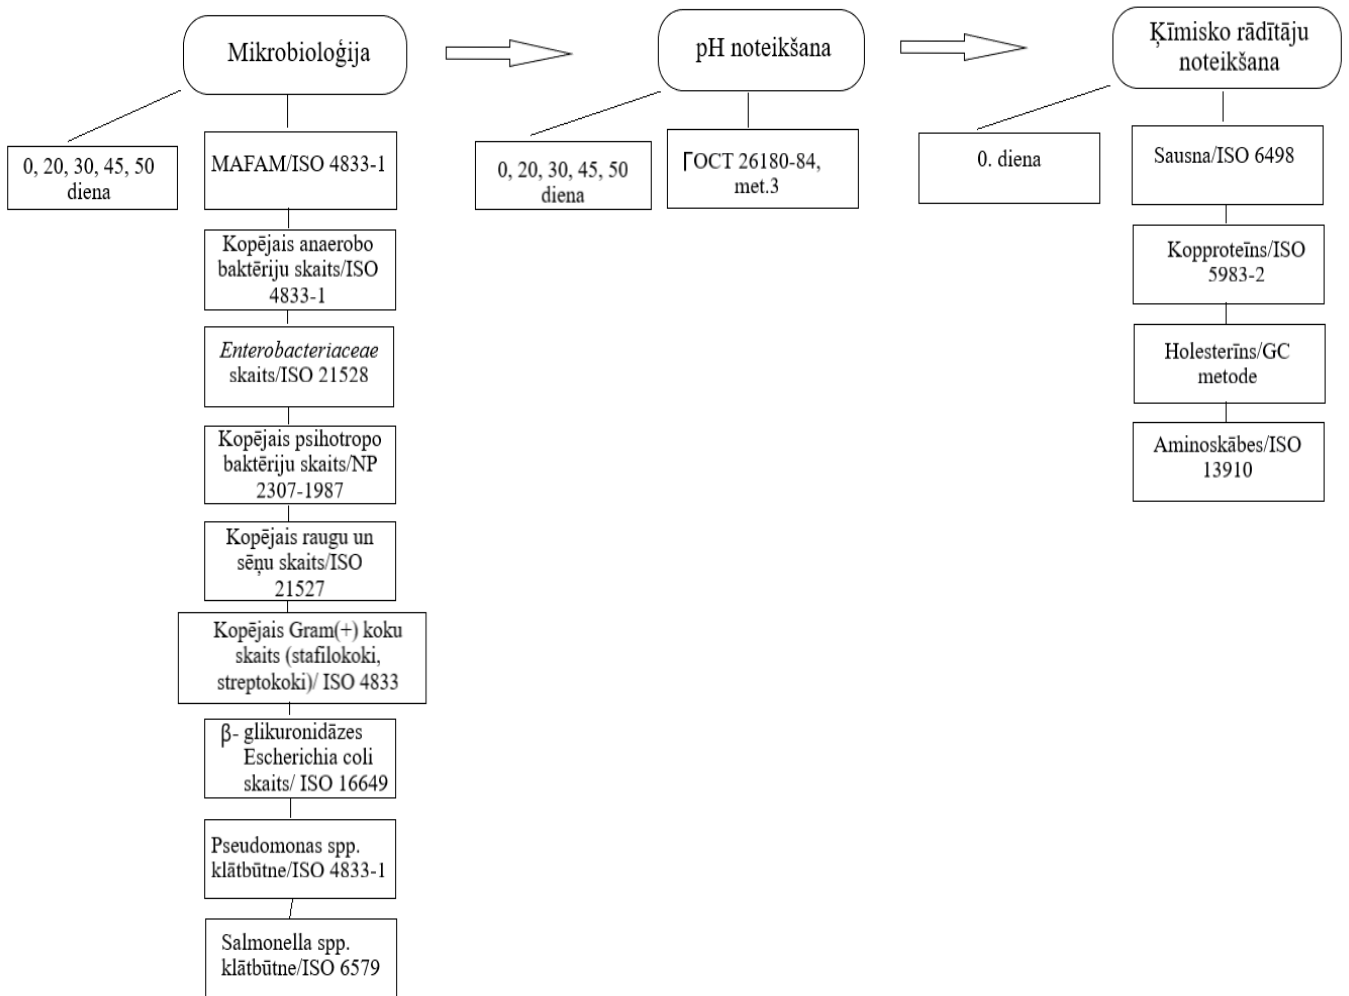 Mikrobioloģija
0, 20, 30, 45, 50
diena
MAFAM/ISO 4833-1
Kopējais anaerobo
baktēriju skaits/ISO
4833-1
Enterobacteriaceae
skaits/ISO 21528
Kopējais psihotropo
baktēriju skaits/NP
2307-1987
Kopējais raugu un
sēņu skaits/ISO
21527
Kopējais Gram(+) koku
skaits (stafilokoki,
streptokoki)/ ISO 4833
β- glikuronidāzes
Escherichia coli
skaits/ ISO 16649
Pseudomonas spp.
klātbūtne/ISO 4833-1
Salmonella spp.
klātbūtne/ISO 6579
pH noteikšana
0, 20, 30, 45, 50
diena
ГОСТ 26180-84,
met.3
Ķīmisko rādītāju
noteikšana
0. diena
Sausna/ISO 6498
Kopproteīns/ISO
5983-2
Holesterīns/GC
metode
Aminoskābes/ISO
13910